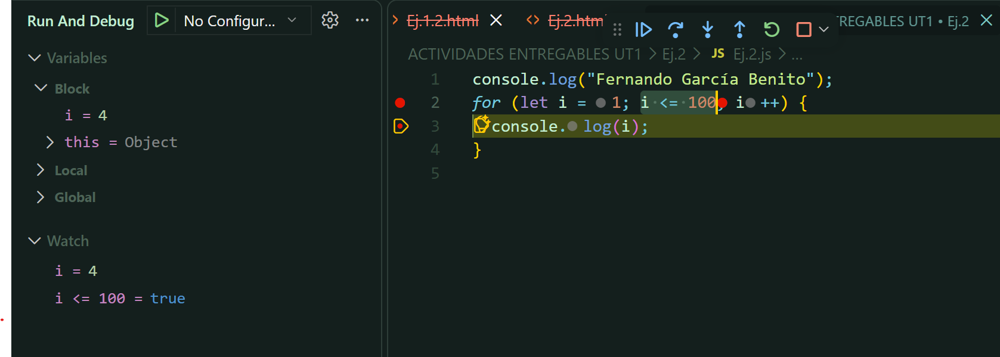 Run And Debug
No Configur...
Variables
Block
i = 4
this = Object
Local
Global
Watch
i = 4
i <= 100 = true
Ej.1.2.html
Ej.2.htm
REGABLES UT1 • Ej.2
ACTIVIDADES ENTREGABLES UT1 > Ej.2 > JS Ej.2.js > ...
1 console.log("Fernando García Benito");
2 for (let i = 1; i <= 100; i ++) {
3 console. log(i);
4 }
5